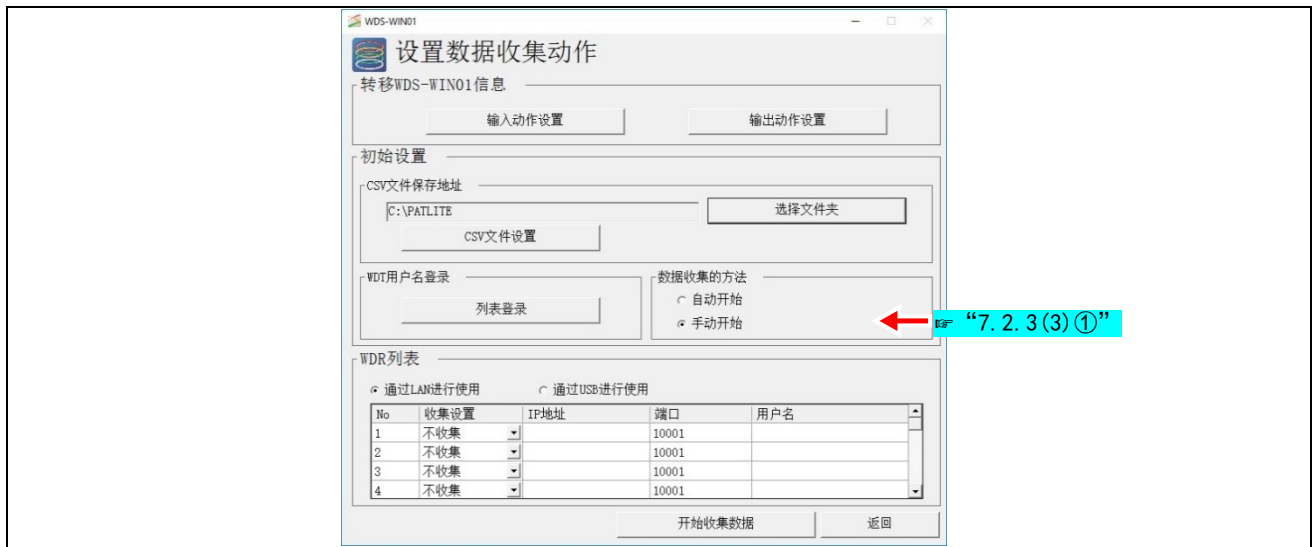 WDS-WIN01
设置数据收集动作
转移WDS-WIN01信息
输入动作设置 输出动作设置
初始设置
CSV文件保存地址
C:\PATLITE 选择文件夹
CSV文件设置
WDT用户名登录 数据收集的方法
列表登录 自动开始
手动开始 ☞ “7.2.3(3)①”
WDR列表
通过LAN进行使用 通过USB进行使用
No 收集设置 IP地址 端口 用户名
1 不收集 10001
2 不收集 10001
3 不收集 10001
4 不收集 10001
开始收集数据 返回